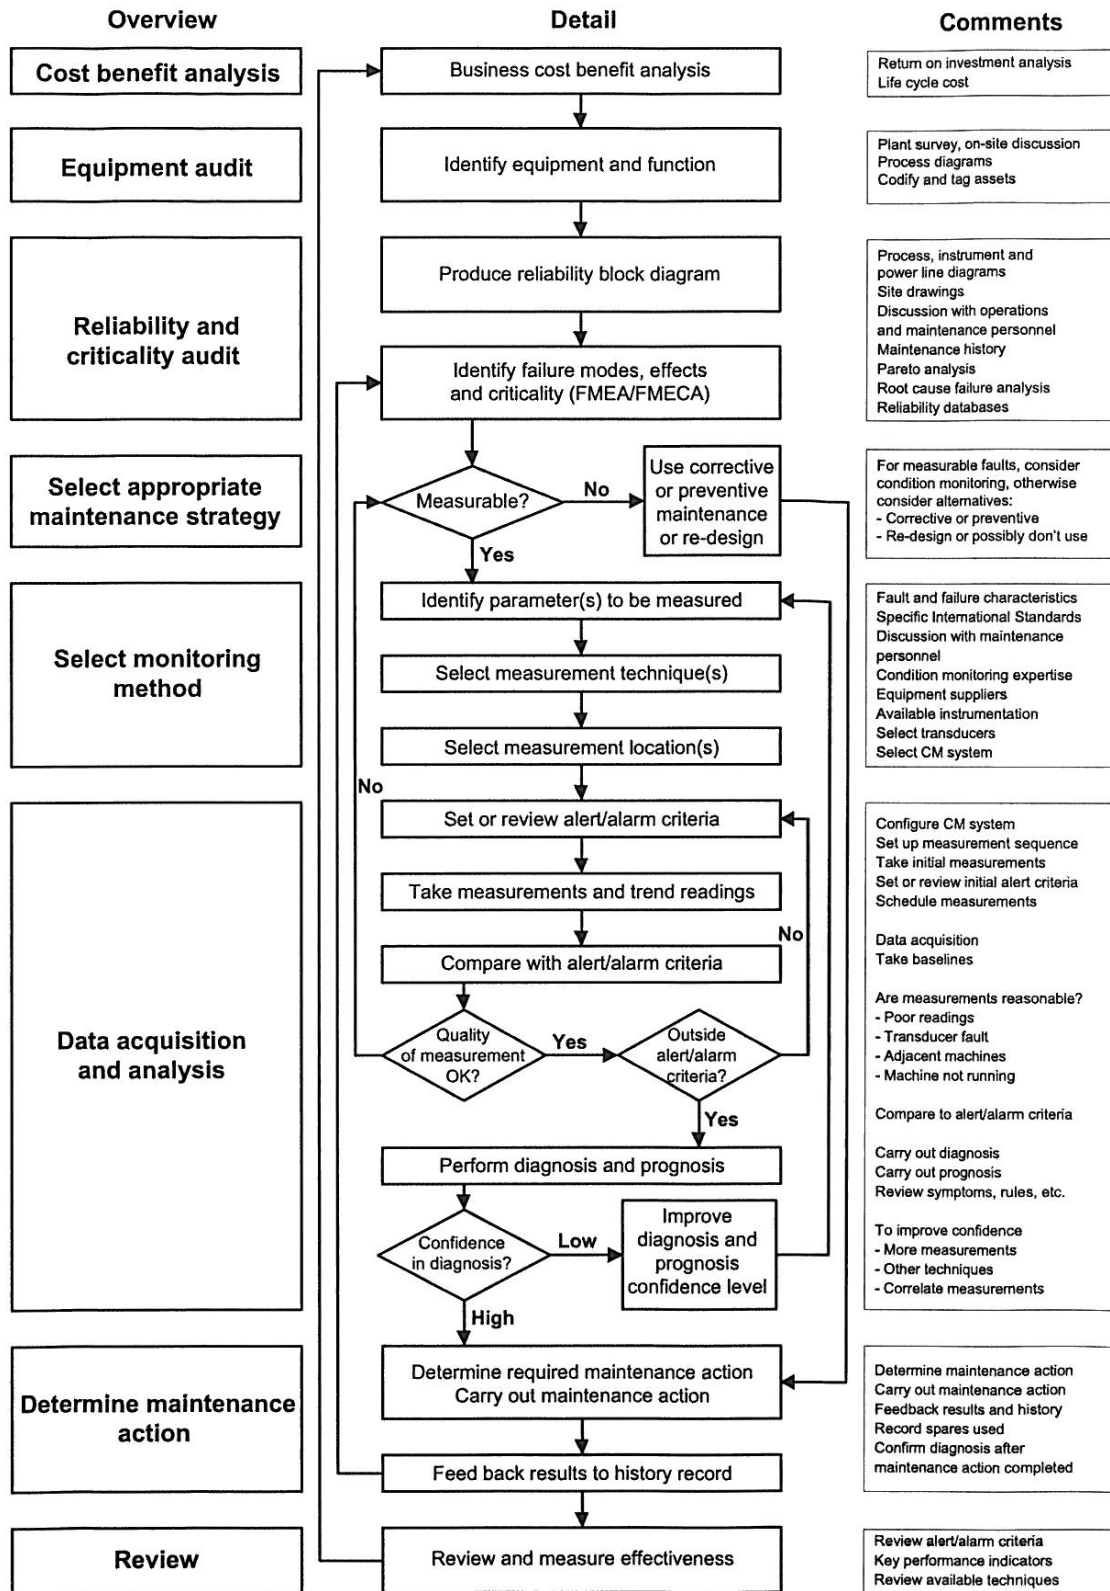 Overview
Detail
Comments
Cost benefit analysis
Business cost benefit analysis
Return on investment analysis
Life cycle cost
Equipment audit
Identify equipment and function
Plant survey, on-site discussion
Process diagrams
Codify and tag assets
Reliability and
criticality audit
Produce reliability block diagram
Identify failure modes, effects
and criticality (FMEA/FMECA)
Process, instrument and
power line diagrams
Site drawings
Discussion with operations
and maintenance personnel
Maintenance history
Pareto analysis
Root cause failure analysis
Reliability databases
Select appropriate
maintenance strategy
Measurable?
No
Use corrective
or preventive
maintenance
or re-design
Yes
For measurable faults, consider
condition monitoring, otherwise
consider alternatives:
- Corrective or preventive
- Re-design or possibly don't use
Select monitoring
method
Identify parameter(s) to be measured
Select measurement technique(s)
Select measurement location(s)
No
Fault and failure characteristics
Specific International Standards
Discussion with maintenance
personnel
Condition monitoring expertise
Equipment suppliers
Available instrumentation
Select transducers
Select CM system
Data acquisition
and analysis
Set or review alert/alarm criteria
Take measurements and trend readings
No
Compare with alert/alarm criteria
Quality
of measurement
OK?
Yes
Outside
alert/alarm
criteria?
Yes
Perform diagnosis and prognosis
Confidence
in diagnosis?
Low
Improve
diagnosis and
prognosis
confidence level
High
Configure CM system
Set up measurement sequence
Take initial measurements
Set or review initial alert criteria
Schedule measurements
Data acquisition
Take baselines
Are measurements reasonable?
- Poor readings
- Transducer fault
- Adjacent machines
- Machine not running
Compare to alert/alarm criteria
Carry out diagnosis
Carry out prognosis
Review symptoms, rules, etc.
To improve confidence
- More measurements
- Other techniques
- Correlate measurements
Determine maintenance
action
Determine required maintenance action
Carry out maintenance action
Feed back results to history record
Determine maintenance action
Carry out maintenance action
Feedback results and history
Record spares used
Confirm diagnosis after
maintenance action completed
Review
Review and measure effectiveness
Review alert/alarm criteria
Key performance indicators
Review available techniques